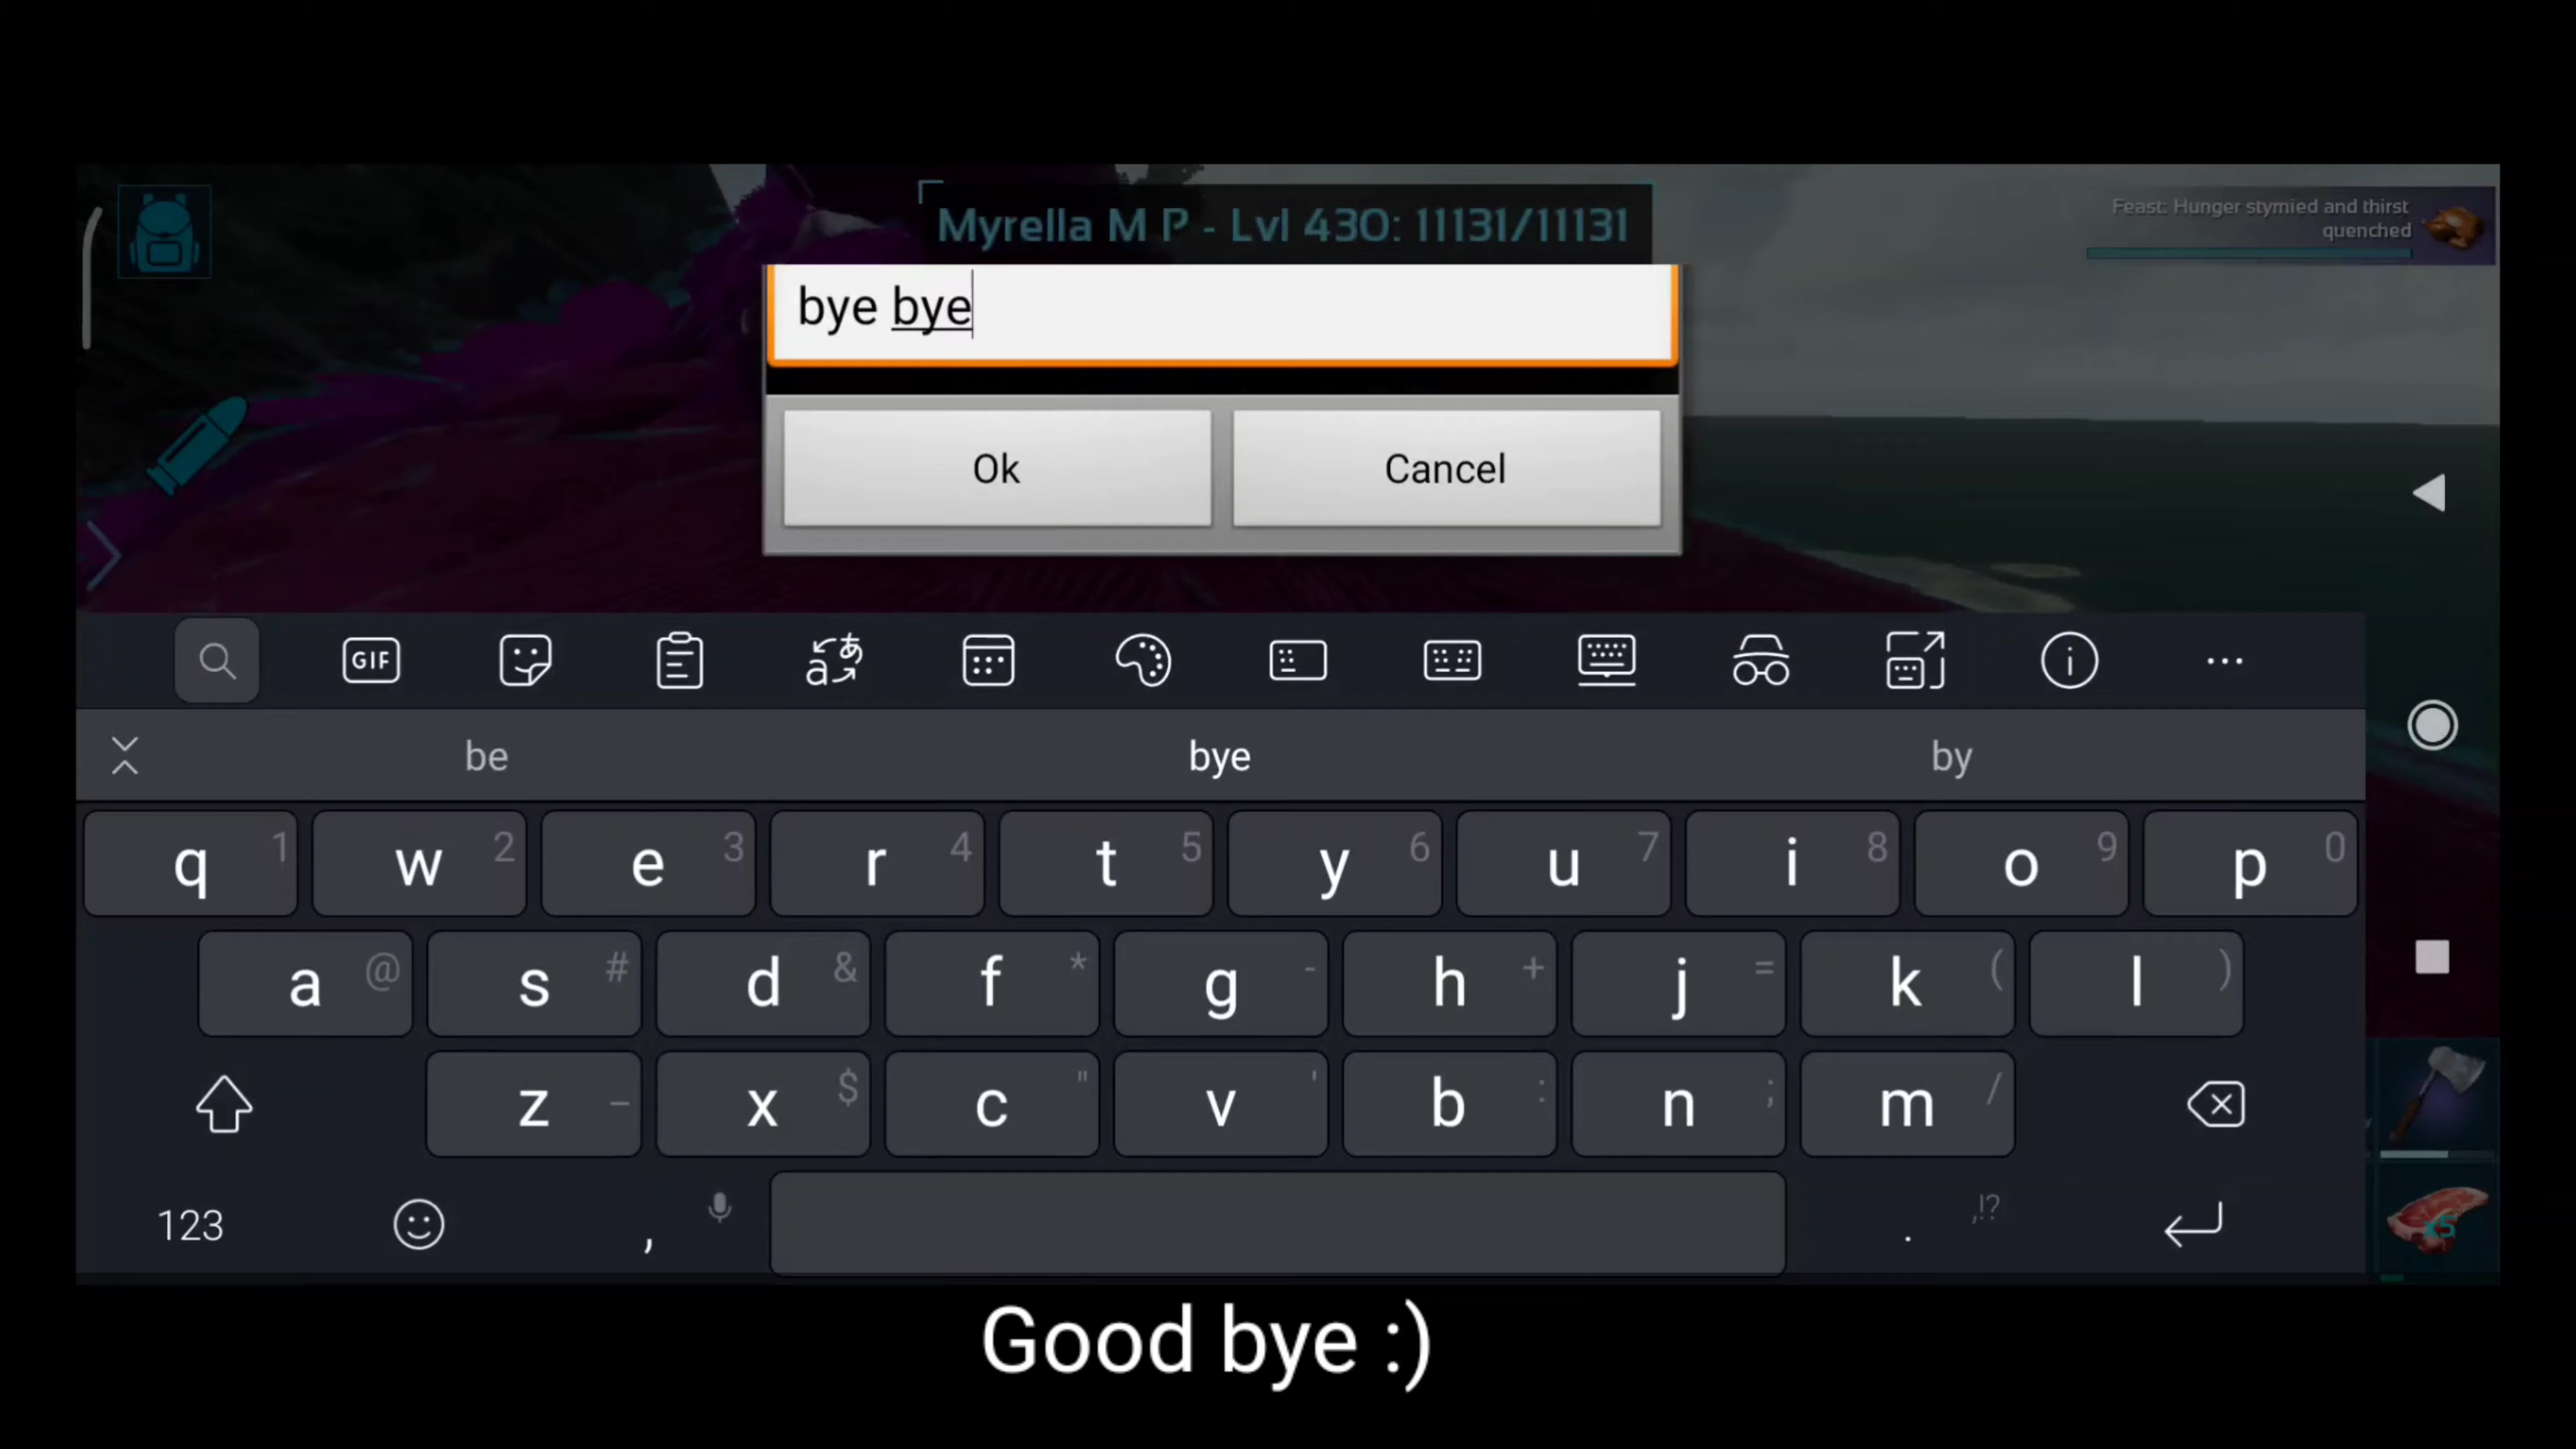 Myrella M P - Lvl 430: 11131/11131
Feast: Hunger stymied and thirst
quenched
bye bye
Ok Cancel
GIF
be bye by
q 1 w 2 e 3 r 4 t 5 y 6 u 7 i 8 o 9 p 0
a @ s # d & f * g - h + j = k ( l )
z _ x $ c " v ' b : n ; m /
123 , . ,!?
x5
Good bye :)